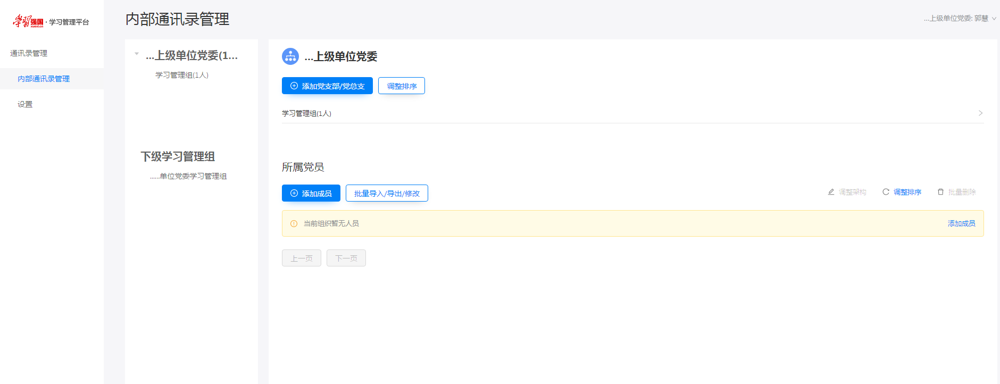 学習强国
xuexi.cn
· 学习管理平台
内部通讯录管理
...上级单位党委: 郭慧
通讯录管理
内部通讯录管理
设置
...上级单位党委(1...
学习管理组(1人)
下级学习管理组
......单位党委学习管理组
...上级单位党委
添加党支部/党总支
调整排序
学习管理组(1人)
所属党员
添加成员
批量导入/导出/修改
调整架构
调整排序
批量删除
当前组织暂无人员
添加成员
上一页
下一页